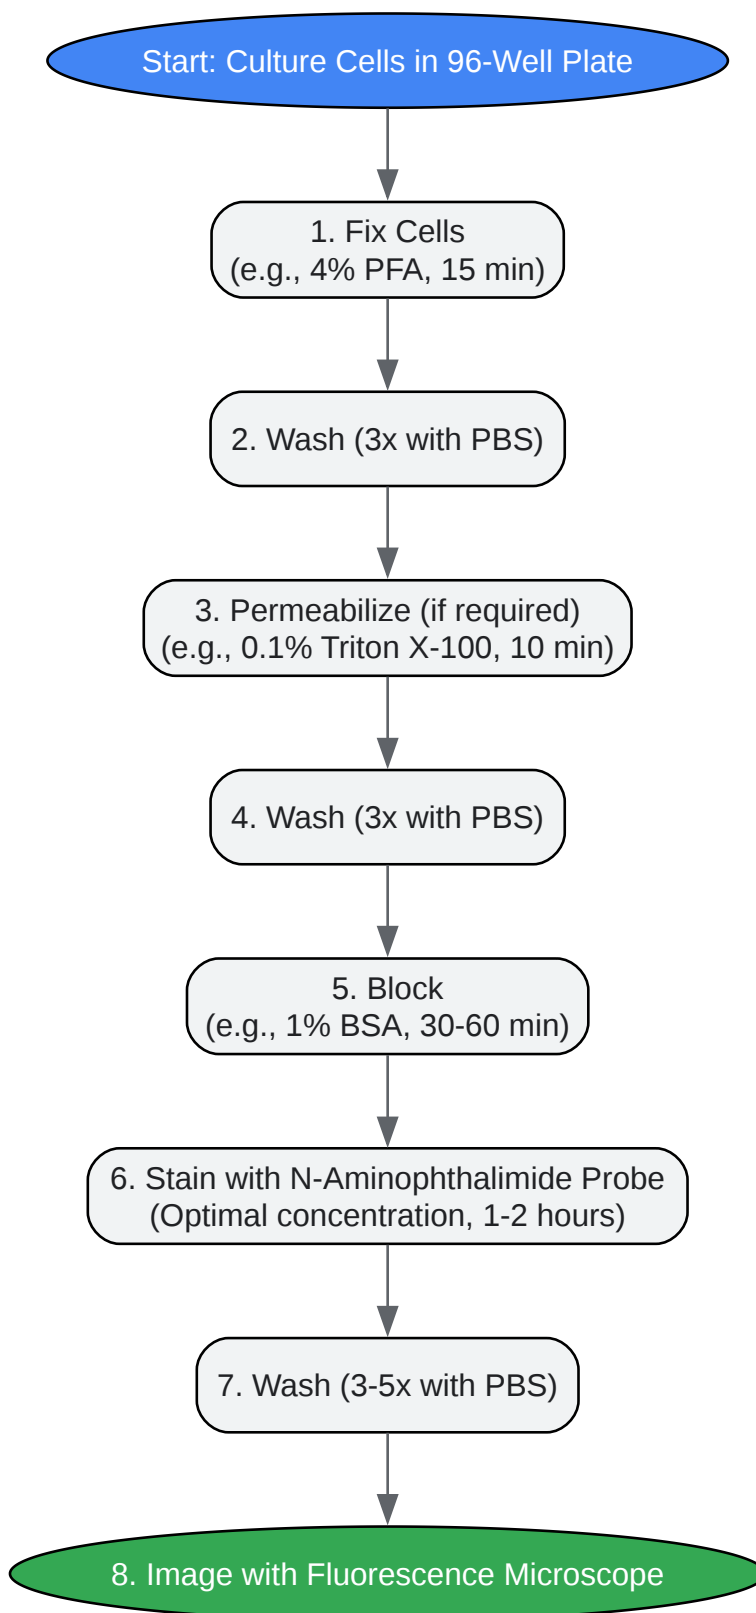 Start: Culture Cells in 96-Well Plate
1. Fix Cells
(e.g., 4% PFA, 15 min)
2. Wash (3x with PBS)
3. Permeabilize (if required)
(e.g., 0.1% Triton X-100, 10 min)
4. Wash (3x with PBS)
5. Block
(e.g., 1% BSA, 30-60 min)
6. Stain with N-Aminophthalimide Probe
(Optimal concentration, 1-2 hours)
7. Wash (3-5x with PBS)
8. Image with Fluorescence Microscope